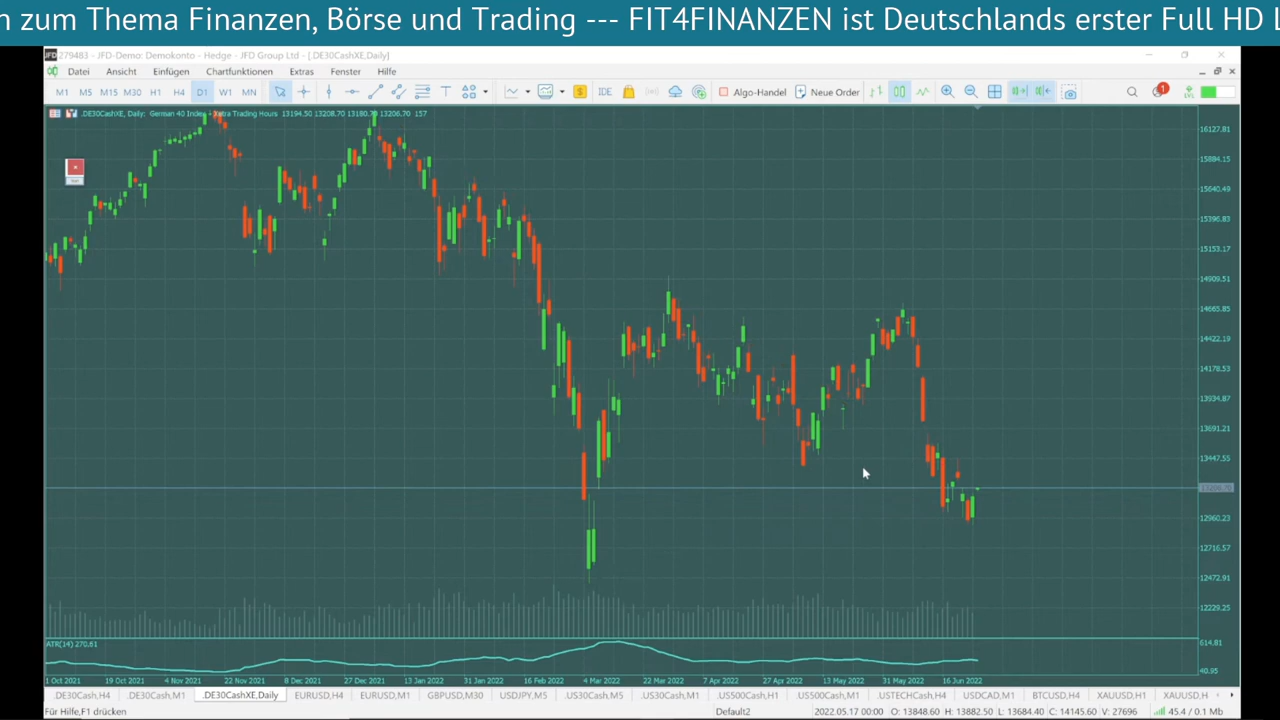 n zum Thema Finanzen, Börse und Trading --- FIT4FINANZEN ist Deutschlands erster Full HD
279483 - JFD-Demo: Demokonto - Hedge - JFD Group Ltd - [.DE30CashXE,Daily]
Datei Ansicht Einfügen Chartfunktionen Extras Fenster Hilfe
M1 M5 M15 M30 H1 H4 D1 W1 MN IDE Algo-Handel Neue Order 1
.DE30CashXE, Daily: German 40 Index - Xetra Trading Hours 13194.50 13208.70 13180.70 13206.70 157
16127.81
15884.15
15640.49
15396.83
15153.17
14909.51
14665.85
14422.19
14178.53
13934.87
13691.21
13447.55
13206.70
12960.23
12716.57
12472.91
12229.25
ATR(14) 270.61
614.81
40.95
1 Oct 2021 19 Oct 2021 4 Nov 2021 22 Nov 2021 8 Dec 2021 27 Dec 2021 13 Jan 2022 31 Jan 2022 16 Feb 2022 4 Mar 2022 22 Mar 2022 7 Apr 2022 27 Apr 2022 13 May 2022 31 May 2022 16 Jun 2022
.DE30Cash,H4 .DE30Cash,M1 .DE30CashXE,Daily EURUSD,H4 EURUSD,M1 GBPUSD,M30 USDJPY,M5 .US30Cash,M5 .US30Cash,M1 .US500Cash,H1 .US500Cash,M1 .USTECHCash,H4 USDCAD,M1 BTCUSD,H4 XAUUSD,H1 XAUUSD,H
Für Hilfe,F1 drücken Default2 2022.05.17 00:00 O: 13848.60 H: 13882.50 L: 13684.40 C: 14145.60 V: 27696 45.4 / 0.1 Mb